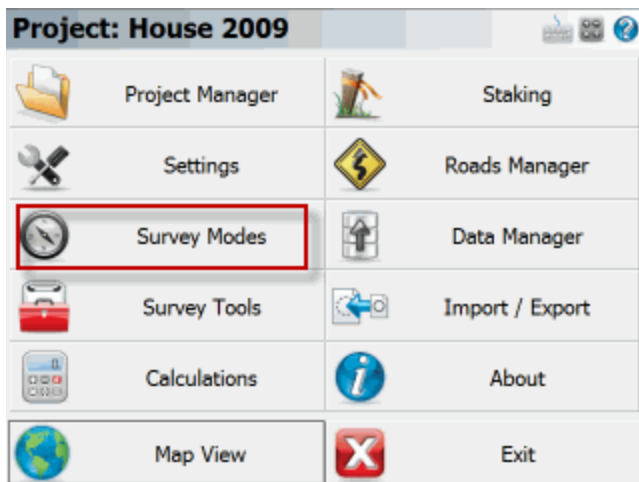 Project: House 2009
Project Manager
Staking
Settings
Roads Manager
Survey Modes
Data Manager
Survey Tools
Import / Export
Calculations
About
Map View
Exit